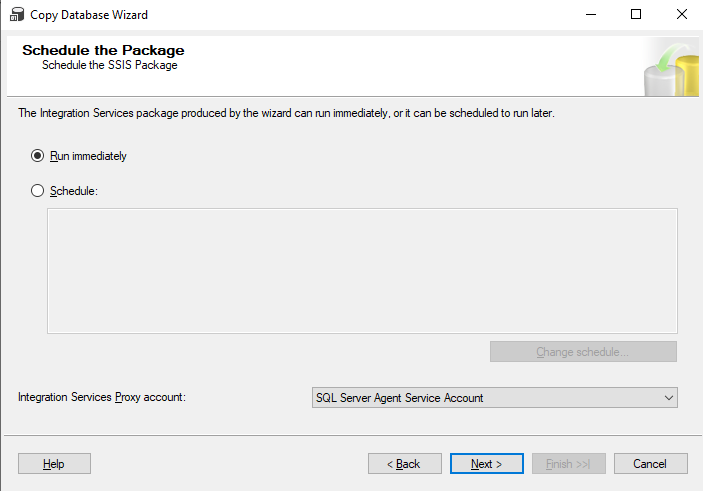 Copy Database Wizard
Schedule the Package
Schedule the SSIS Package
The Integration Services package produced by the wizard can run immediately, or it can be scheduled to run later.
Run immediately
Schedule:
Change schedule...
Integration Services Proxy account:
SQL Server Agent Service Account
Help
< Back
Next >
Finish >>|
Cancel